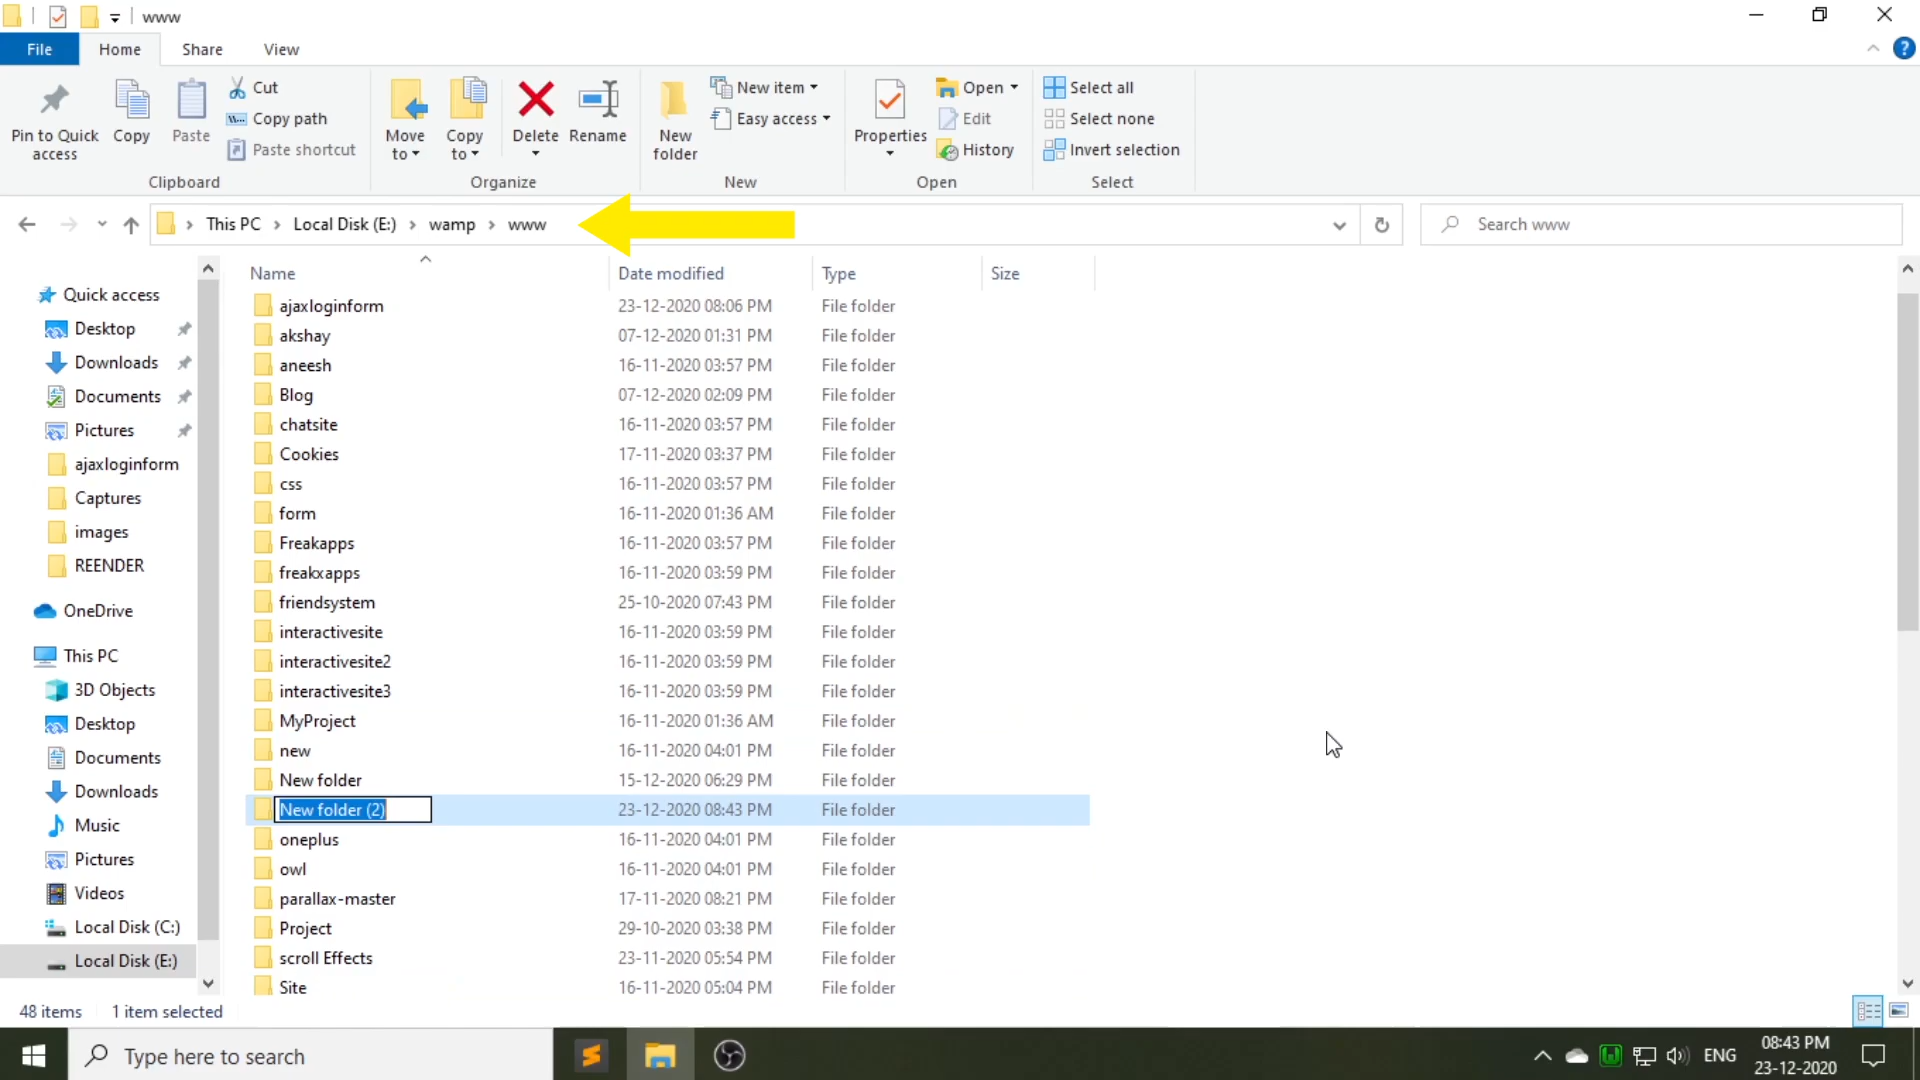 www
File
Home
Share
View
Pin to Quick access
Copy
Paste
Cut
Copy path
Paste shortcut
Clipboard
Move to
Copy to
Delete
Rename
Organize
New folder
New item
Easy access
New
Properties
Open
Edit
History
Open
Select all
Select none
Invert selection
Select
This PC > Local Disk (E:) > wamp > www
Search www
Quick access
Desktop
Downloads
Documents
Pictures
ajaxloginform
Captures
images
REENDER
OneDrive
This PC
3D Objects
Desktop
Documents
Downloads
Music
Pictures
Videos
Local Disk (C:)
Local Disk (E:)
Name Date modified Type Size
ajaxloginform 23-12-2020 08:06 PM File folder
akshay 07-12-2020 01:31 PM File folder
aneesh 16-11-2020 03:57 PM File folder
Blog 07-12-2020 02:09 PM File folder
chatsite 16-11-2020 03:57 PM File folder
Cookies 17-11-2020 03:37 PM File folder
css 16-11-2020 03:57 PM File folder
form 16-11-2020 01:36 AM File folder
Freakapps 16-11-2020 03:57 PM File folder
freakxapps 16-11-2020 03:59 PM File folder
friendsystem 25-10-2020 07:43 PM File folder
interactivesite 16-11-2020 03:59 PM File folder
interactivesite2 16-11-2020 03:59 PM File folder
interactivesite3 16-11-2020 03:59 PM File folder
MyProject 16-11-2020 01:36 AM File folder
new 16-11-2020 04:01 PM File folder
New folder 15-12-2020 06:29 PM File folder
New folder (2) 23-12-2020 08:43 PM File folder
oneplus 16-11-2020 04:01 PM File folder
owl 16-11-2020 04:01 PM File folder
parallax-master 17-11-2020 08:21 PM File folder
Project 29-10-2020 03:38 PM File folder
scroll Effects 23-11-2020 05:54 PM File folder
Site 16-11-2020 05:04 PM File folder
48 items 1 item selected
Type here to search
ENG
08:43 PM
23-12-2020